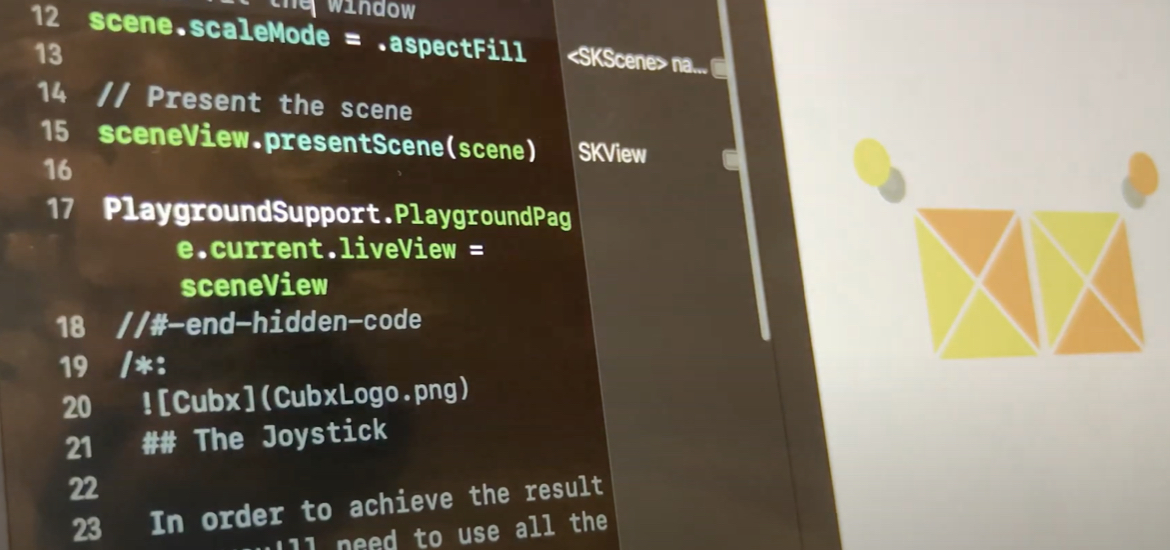 the window
12 scene.scaleMode = .aspectFill
<SKScene> na...
13
14 // Present the scene
15 sceneView.presentScene(scene)
SKView
16
17 PlaygroundSupport.PlaygroundPag
e.current.liveView =
sceneView
18 //#-end-hidden-code
19 /*:
20 ![Cubx](CubxLogo.png)
21 ## The Joystick
22
23 In order to achieve the result
need to use all the